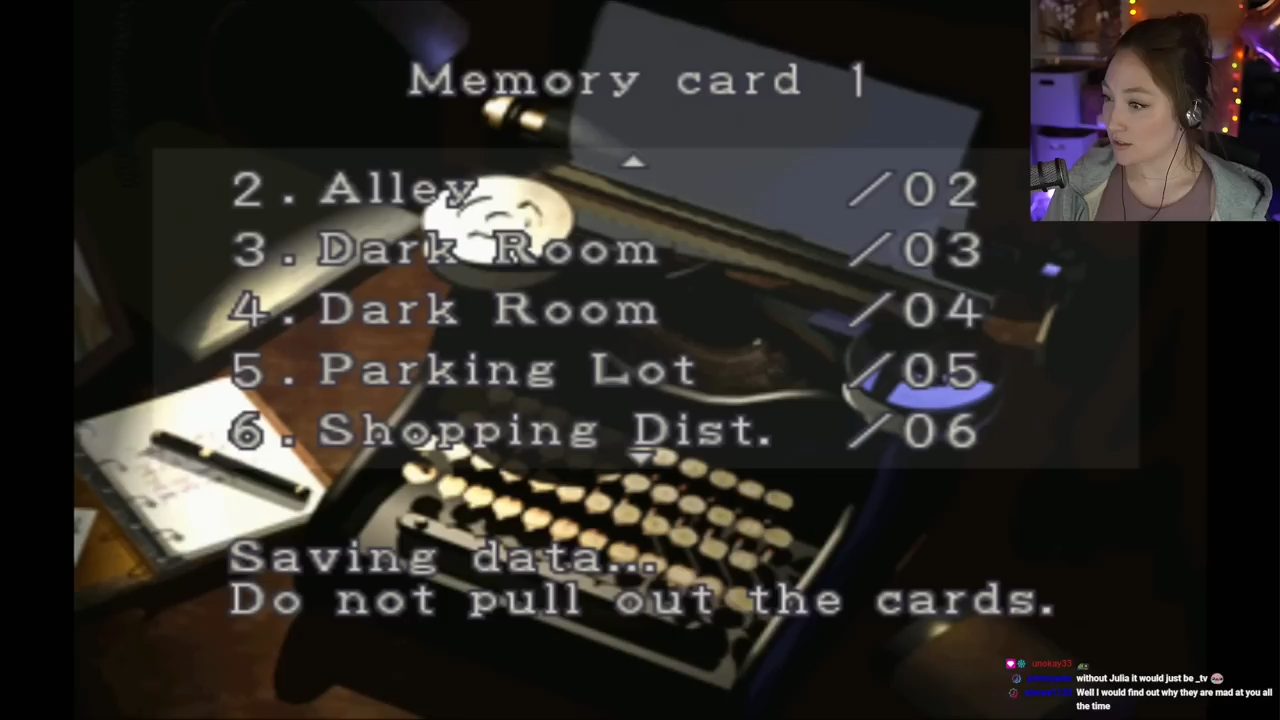 Memory card 1
2. Alley /02
3. Dark Room /03
4. Dark Room /04
5. Parking Lot /05
6. Shopping Dist. /06
Saving data...
Do not pull out the cards.
unokay33
without Julia it would just be _tv
Well I would find out why they are mad at you all
the time